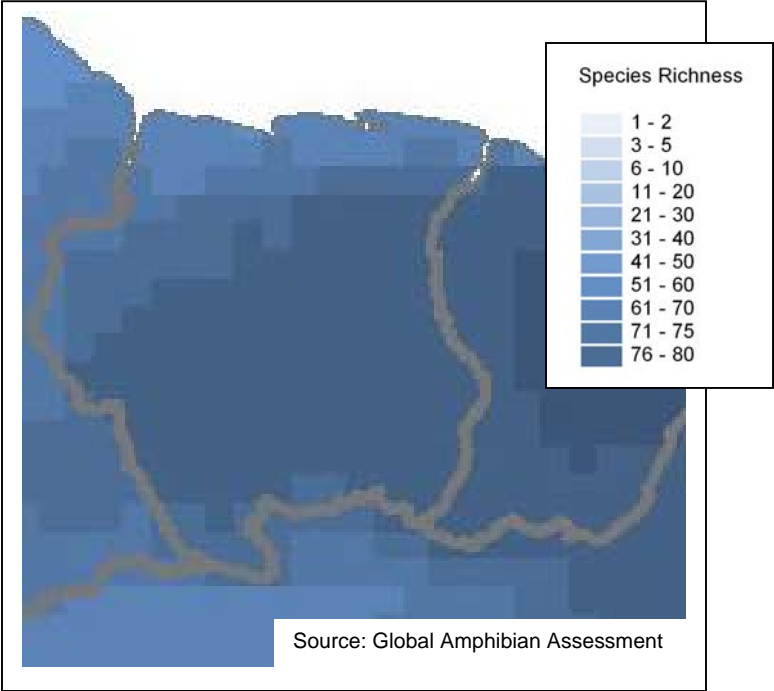 Species Richness
1 - 2
3 - 5
6 - 10
11 - 20
21 - 30
31 - 40
41 - 50
51 - 60
61 - 70
71 - 75
76 - 80
Source: Global Amphibian Assessment